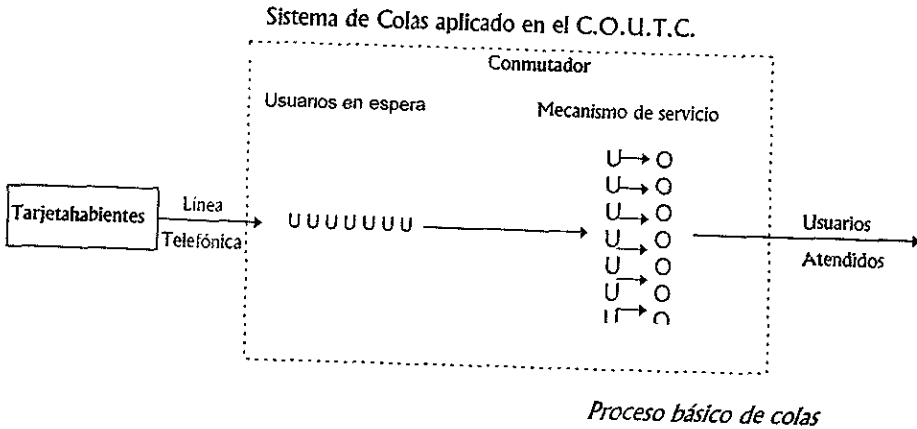 Sistema de Colas aplicado en el C.O.U.T.C.
Conmutador
Usuarios en espera
Mecanismo de servicio
Tarjetahabientes
Línea
Telefónica
U U U U U U U
U O
U O
U O
U O
U O
U O
U O
Usuarios
Atendidos
Proceso básico de colas